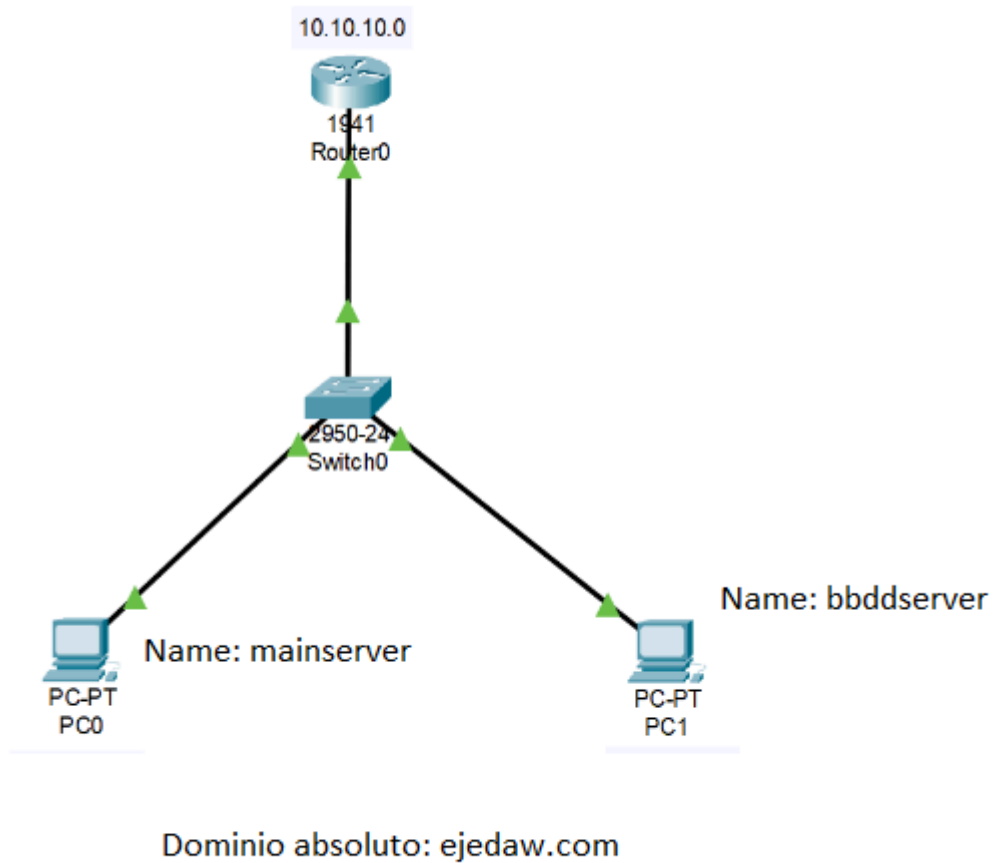 10.10.10.0
1941
Router0
2950-24
Switch0
Name: bbddserver
Name: mainserver
PC-PT
PC0
PC-PT
PC1
Dominio absoluto: ejedaw.com